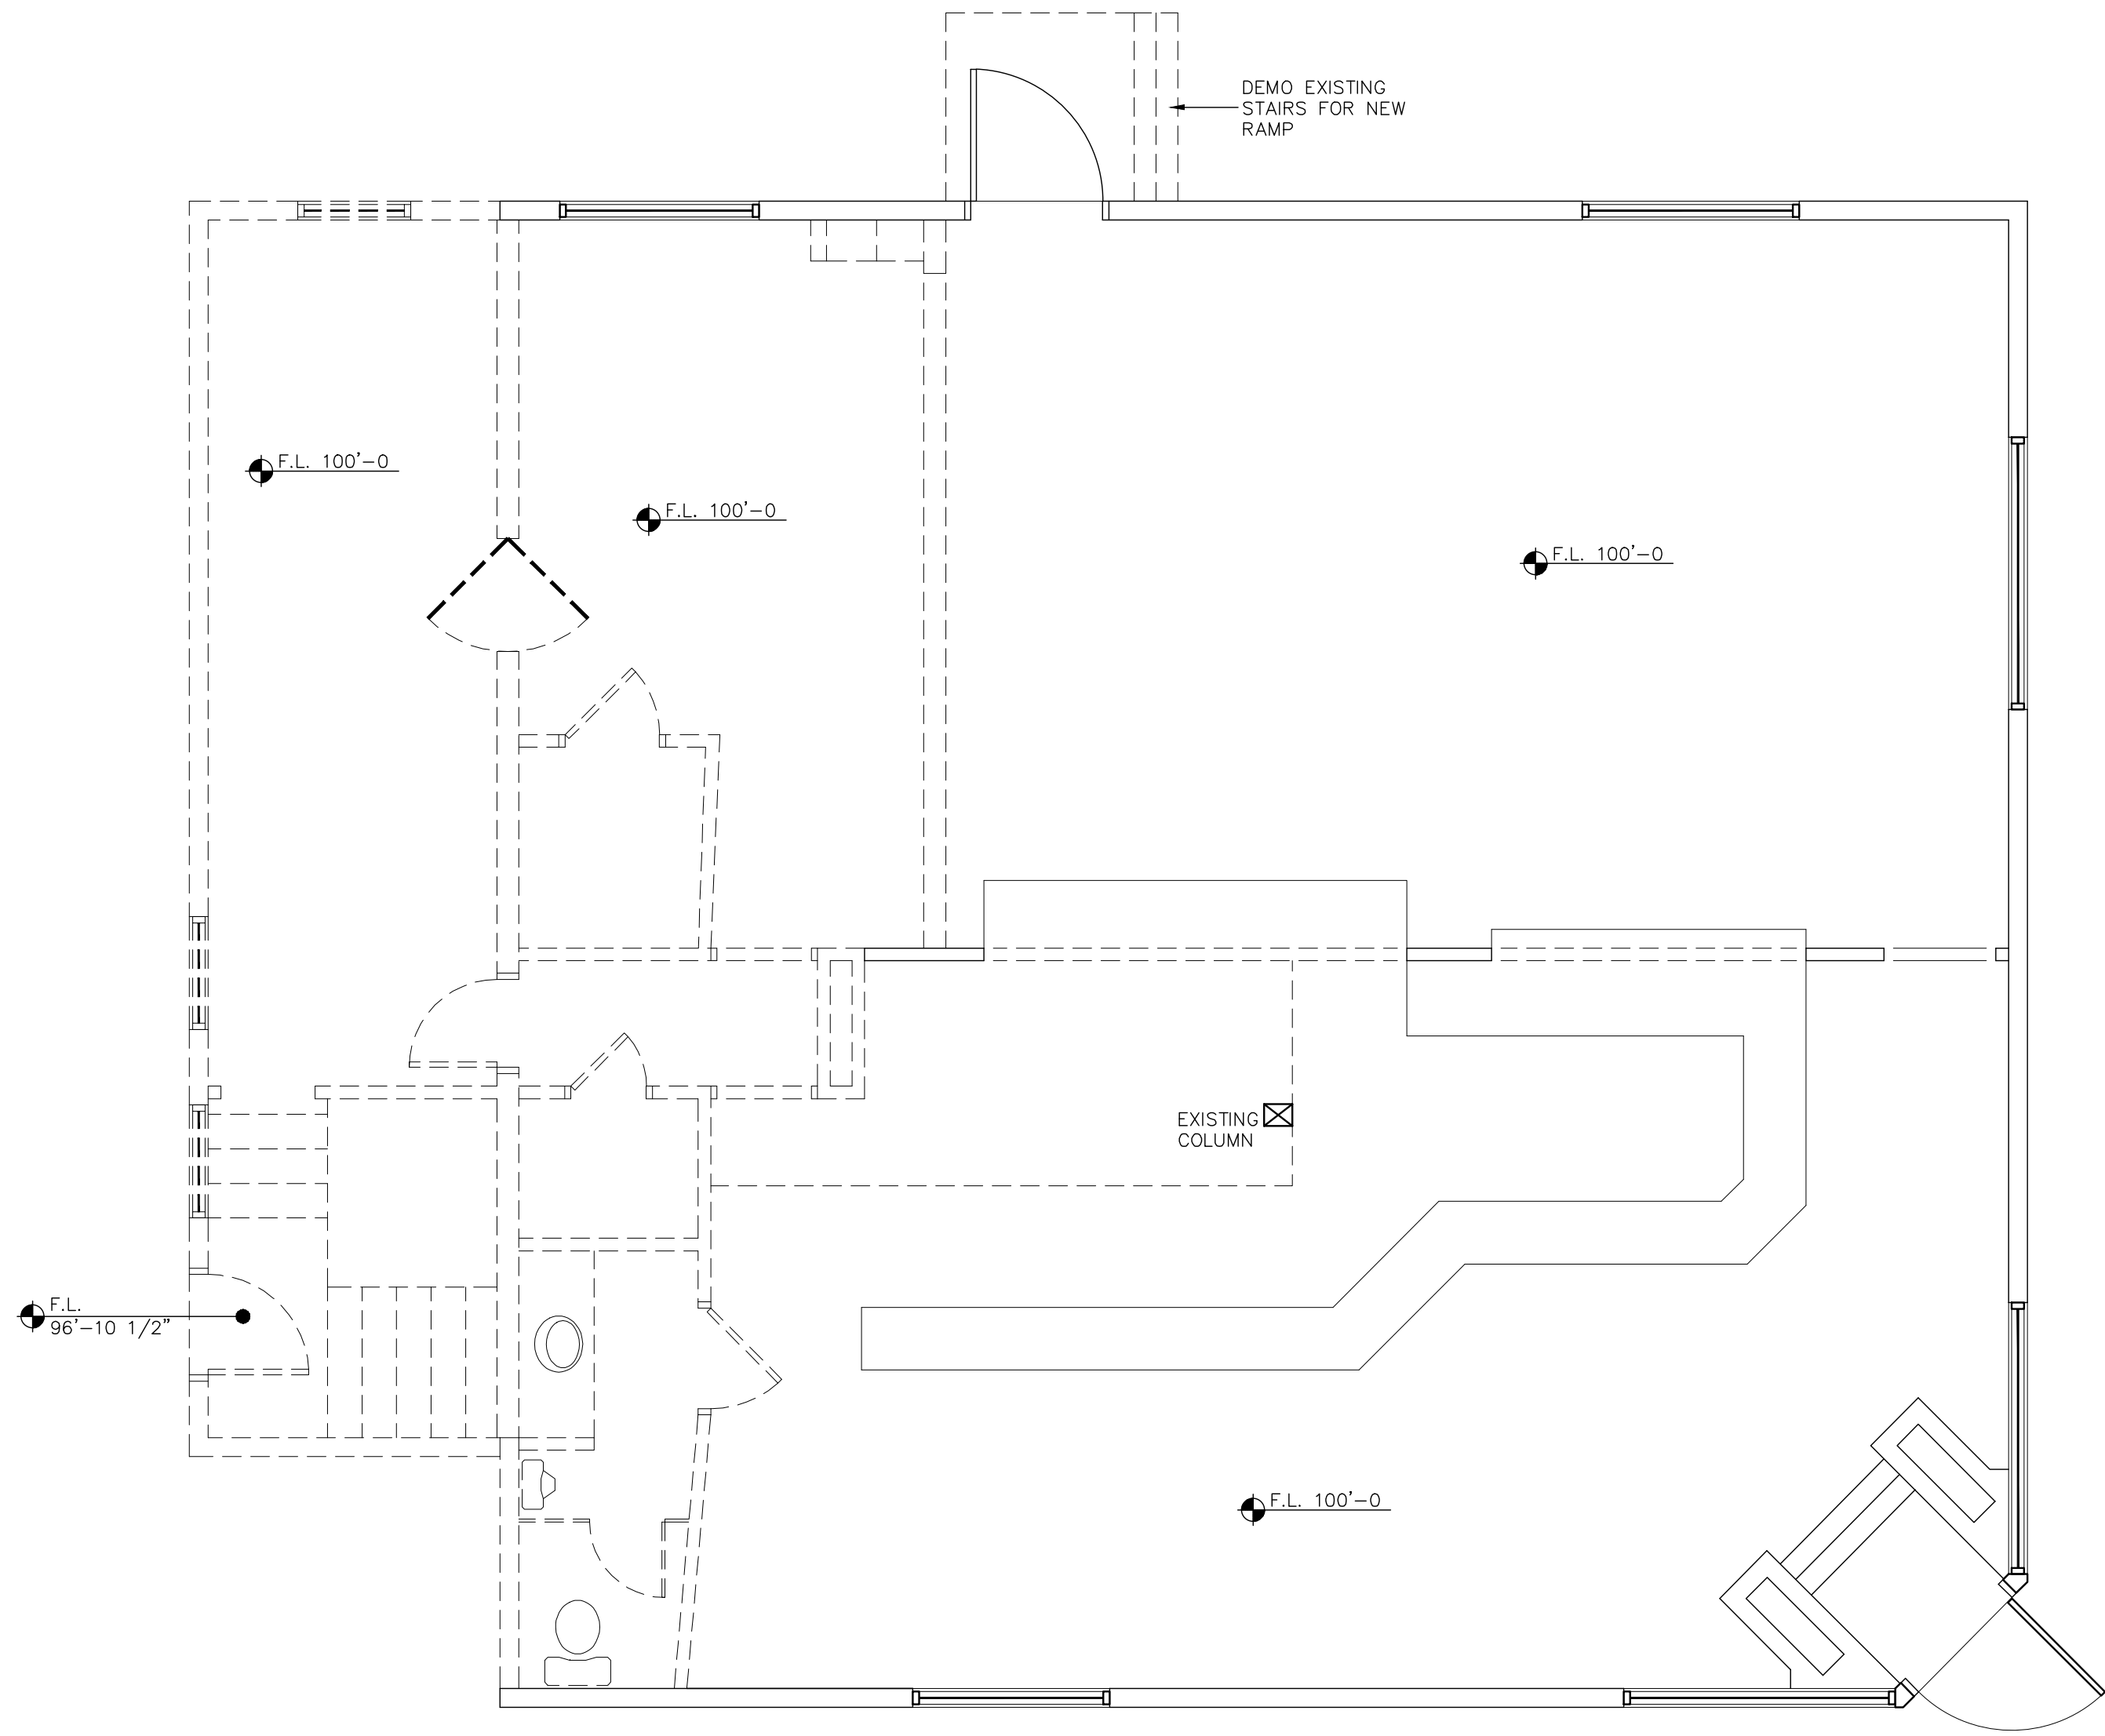 DEMO EXISTING
STAIRS FOR NEW
RAMP
F.L. 100'-0
F.L. 100'-0
F.L. 100'-0
EXISTING
COLUMN
F.L.
96'-10 1/2"
F.L. 100'-0